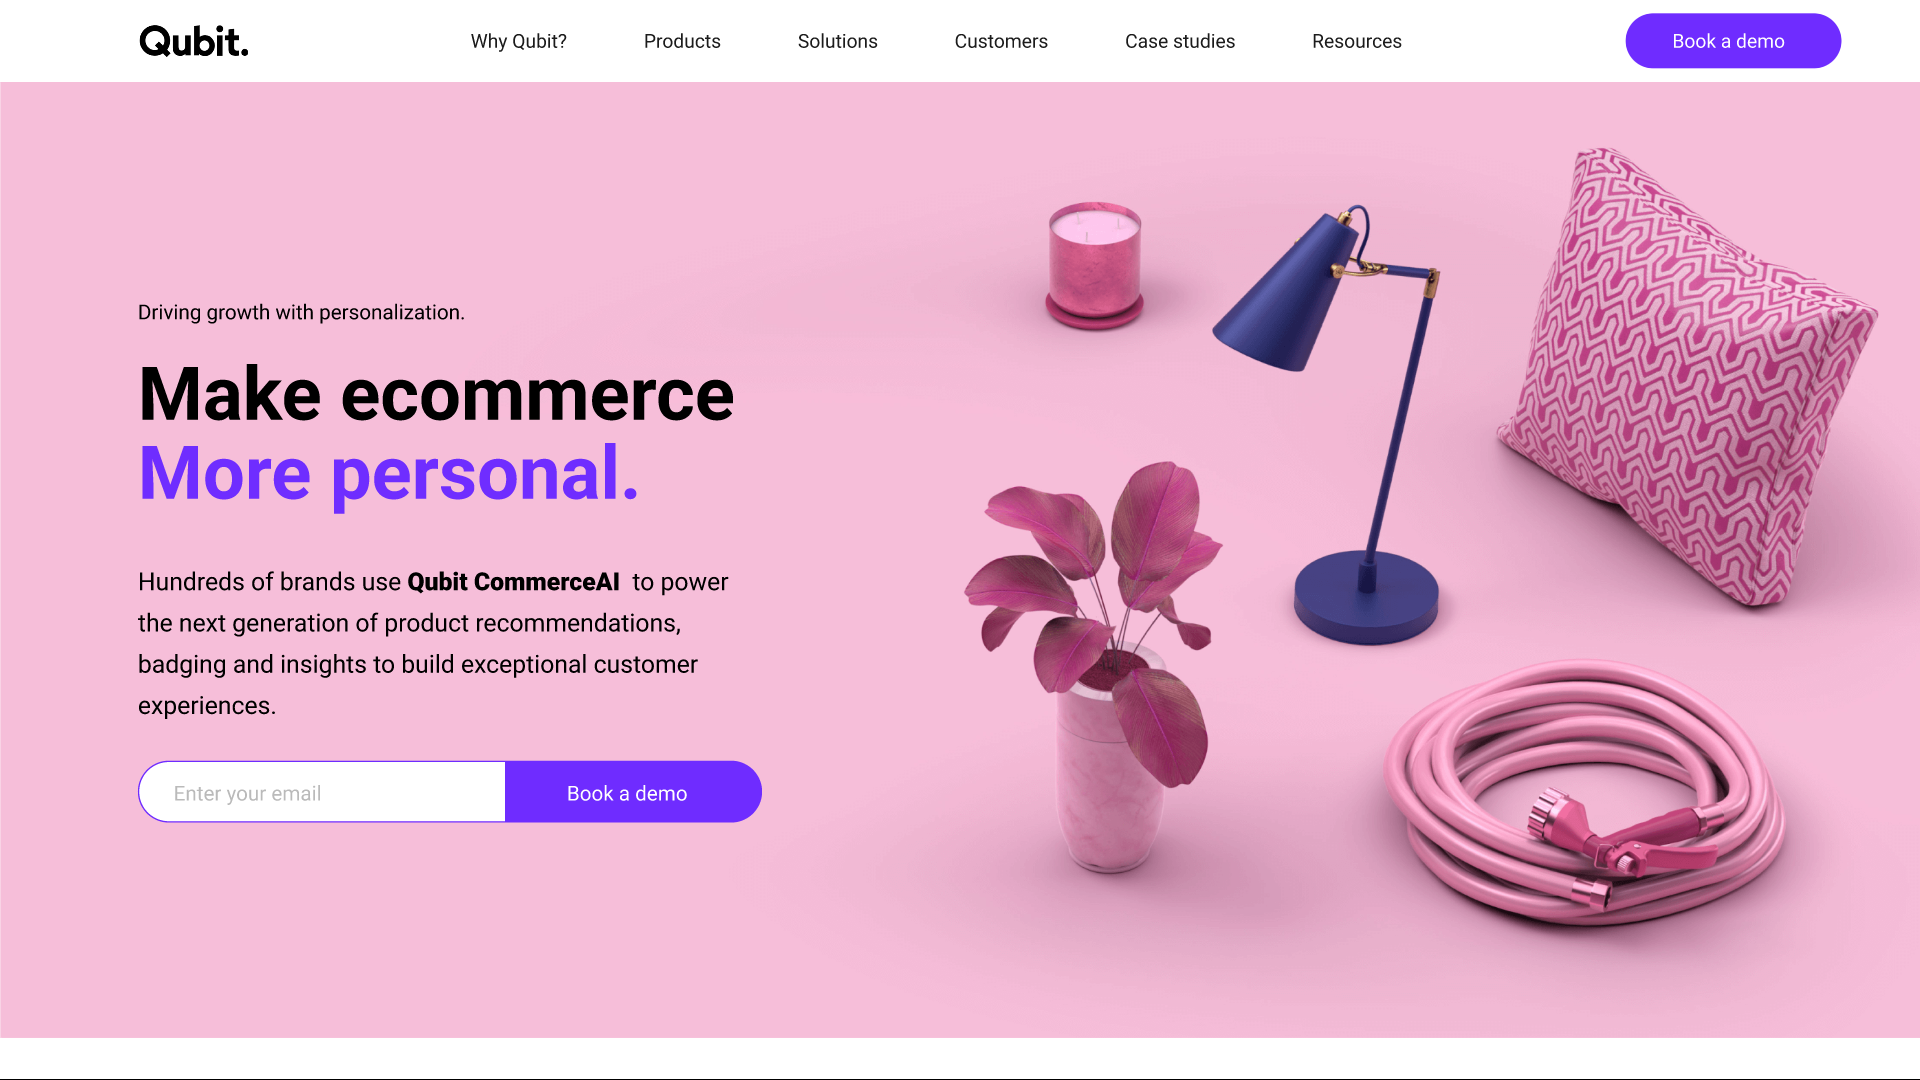 Qubit.
Why Qubit?
Products
Solutions
Customers
Case studies
Resources
Book a demo
Driving growth with personalization.
Make ecommerce
More personal.
Hundreds of brands use Qubit CommerceAI to power
the next generation of product recommendations,
badging and insights to build exceptional customer
experiences.
Enter your email
Book a demo